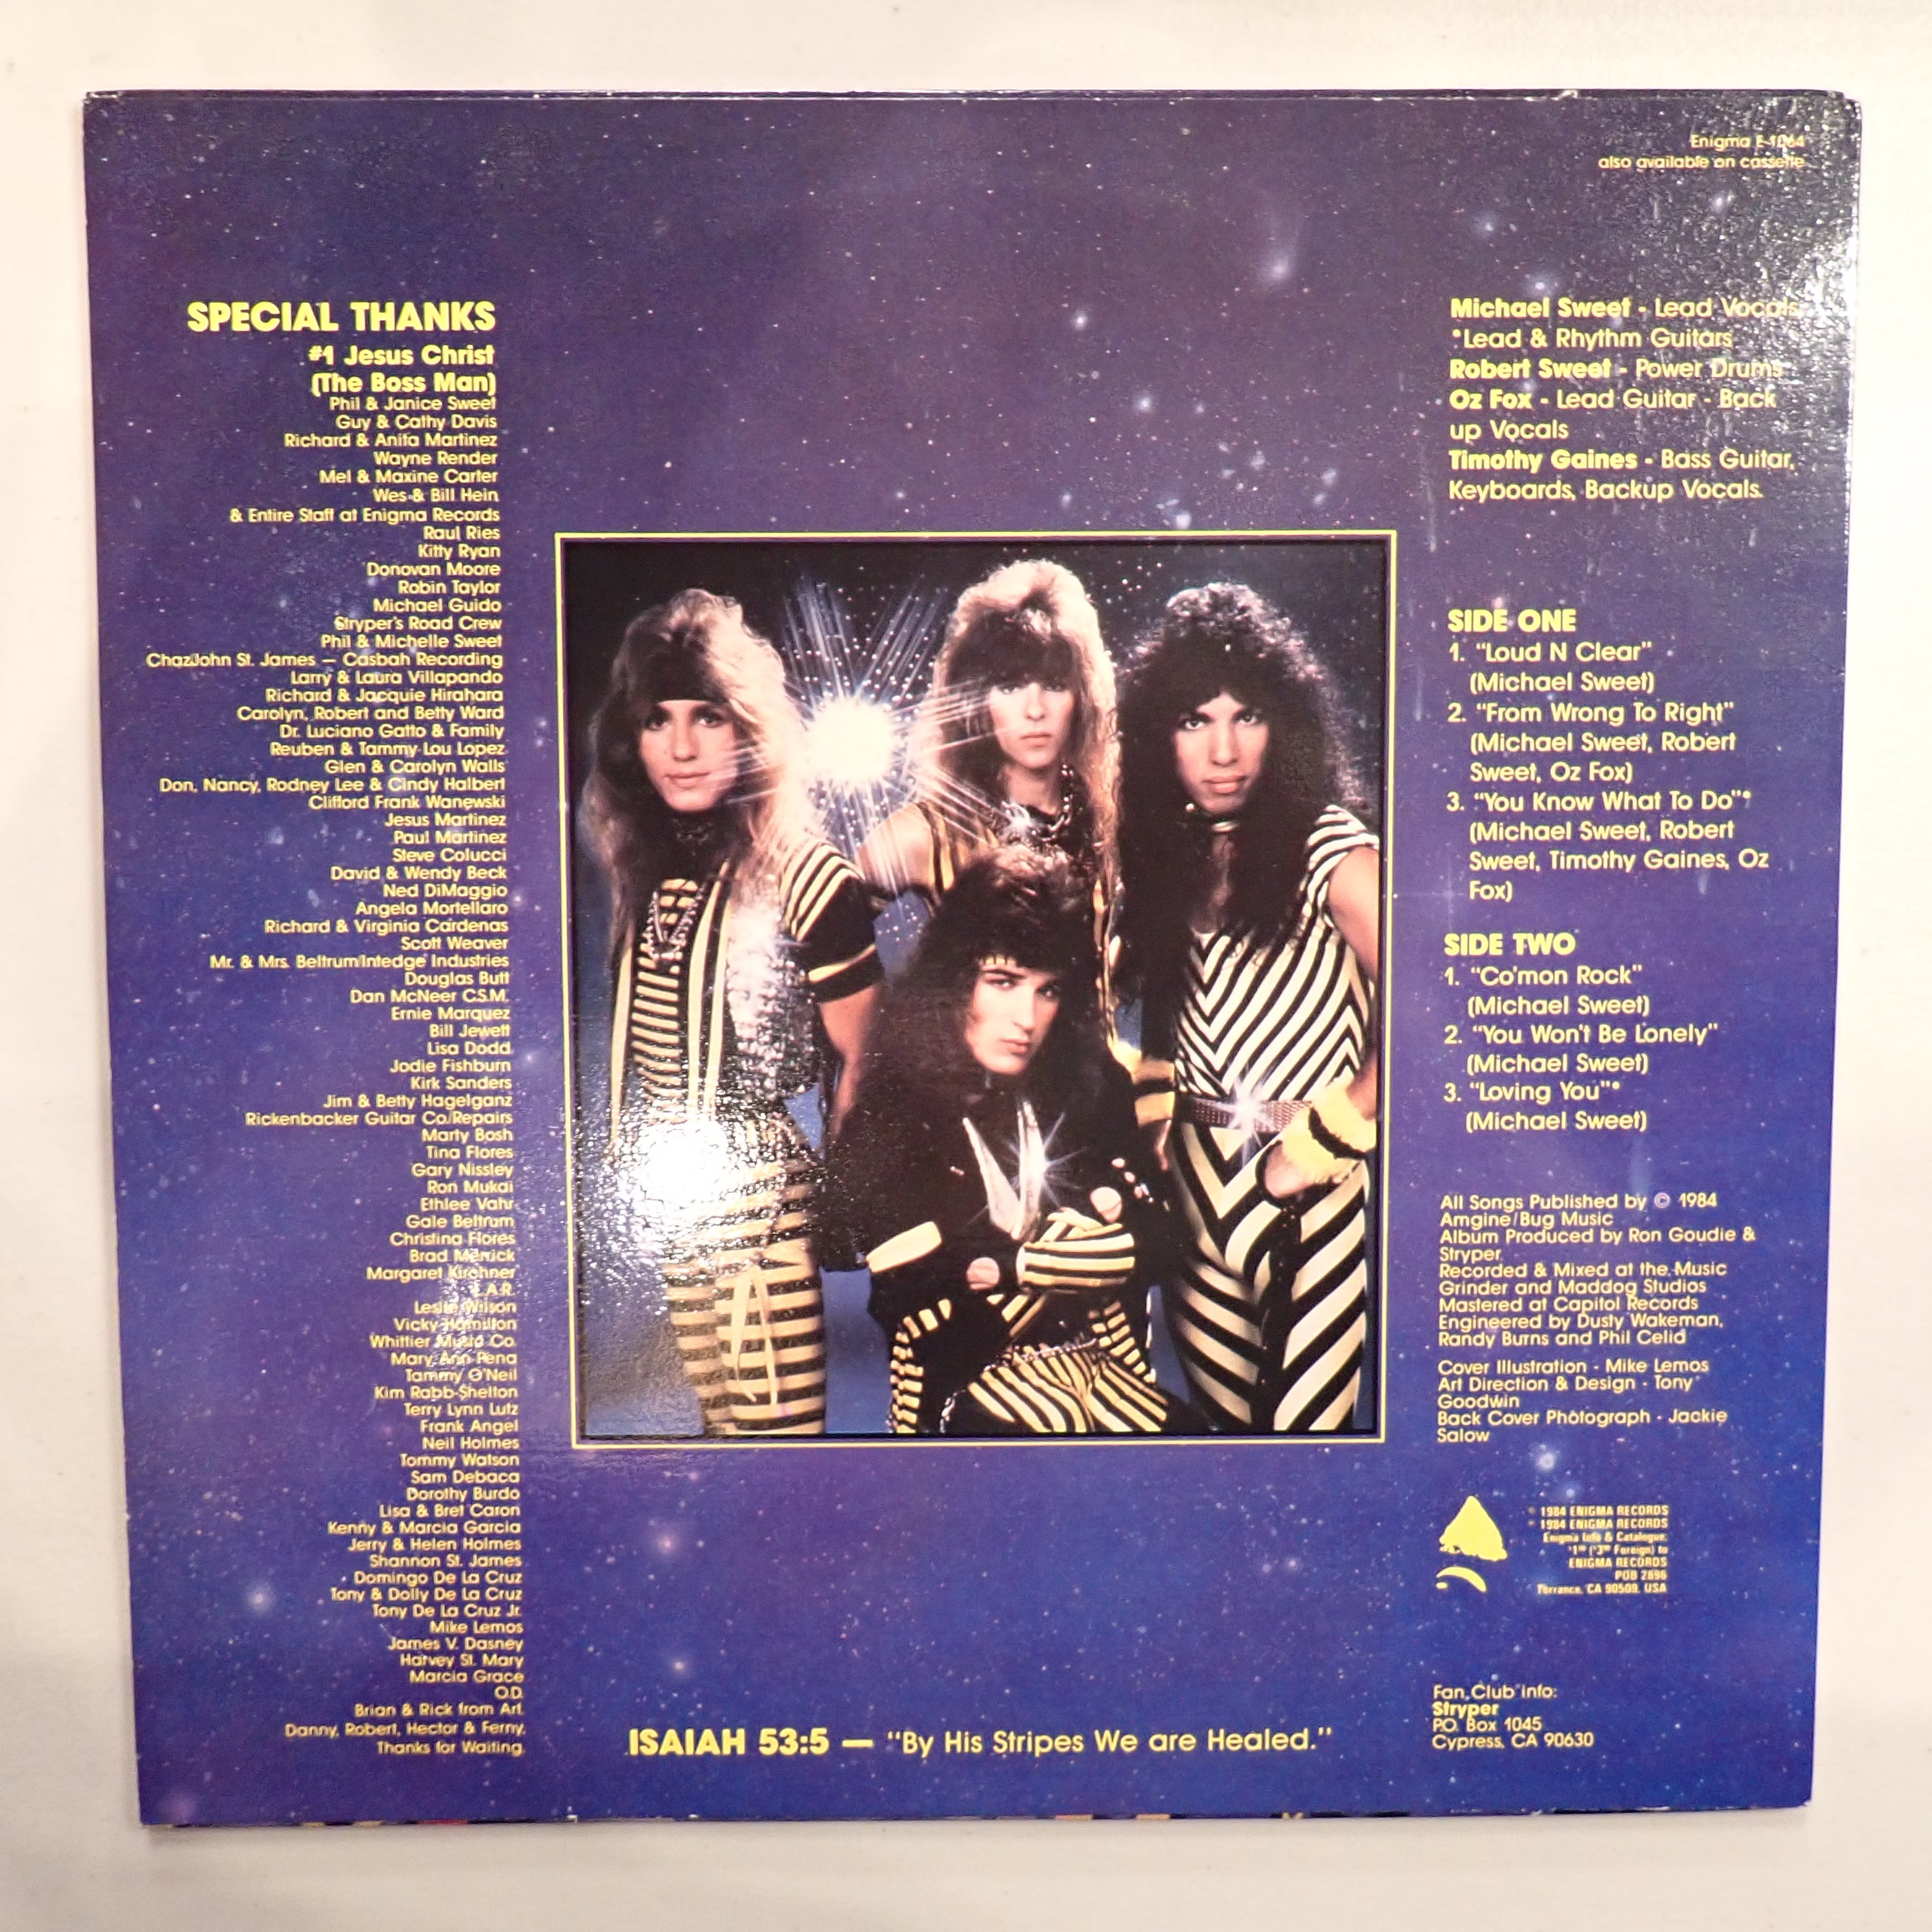 Enigma E-1064
also available on cassette
SPECIAL THANKS
#1 Jesus Christ
(The Boss Man)
Phil & Janice Sweet
Guy & Cathy Davis
Richard & Anita Martinez
Wayne Render
Mel & Maxine Carter
Wes & Bill Hein
& Entire Staff at Enigma Records
Raul Ries
Kitty Ryan
Donovan Moore
Robin Taylor
Michael Guido
Stryper's Road Crew
Phil & Michelle Sweet
Chaz/John St. James — Casbah Recording
Larry & Laura Villapando
Richard & Jacquie Hirahara
Carolyn, Robert and Betty Ward
Dr. Luciano Gatto & Family
Reuben & Tammy Lou Lopez
Glen & Carolyn Walls
Don, Nancy, Rodney Lee & Cindy Halbert
Clifford Frank Wanewski
Jesus Martinez
Paul Martinez
Steve Colucci
David & Wendy Beck
Ned DiMaggio
Angela Mortellaro
Richard & Virginia Cardenas
Scott Weaver
Mr. & Mrs. Beltrum/Intedge Industries
Douglas Butt
Dan McNeer C.S.M.
Ernie Marquez
Bill Jewett
Lisa Dodd
Jodie Fishburn
Kirk Sanders
Jim & Betty Hagelganz
Rickenbacker Guitar Co./Repairs
Marty Bosh
Tina Flores
Gary Nissley
Ron Mukai
Ethlee Vahr
Gale Beltram
Christina Flores
Brad Merrick
Margaret Kirchner
L.A.R.
Leslie Wilson
Vicky Hamilton
Whittier Music Co.
Mary Ann Pena
Tammy O'Neil
Kim Rabb-Shelton
Terry Lynn Lutz
Frank Angel
Neil Holmes
Tommy Watson
Sam Debaca
Dorothy Burdo
Lisa & Bret Caron
Kenny & Marcia Garcia
Jerry & Helen Holmes
Shannon St. James
Domingo De La Cruz
Tony & Dolly De La Cruz
Tony De La Cruz Jr.
Mike Lemos
James V. Dasney
Harvey St. Mary
Marcia Grace
O.D.
Brian & Rick from Art.
Danny, Robert, Hector & Ferny.
Thanks for Waiting.
ISAIAH 53:5 — "By His Stripes We are Healed."
Michael Sweet - Lead Vocals
*Lead & Rhythm Guitars
Robert Sweet - Power Drums
Oz Fox - Lead Guitar - Back
up Vocals
Timothy Gaines - Bass Guitar,
Keyboards, Backup Vocals.
SIDE ONE
1. "Loud N Clear"
(Michael Sweet)
2. "From Wrong To Right"
(Michael Sweet, Robert
Sweet, Oz Fox)
3. "You Know What To Do"*
(Michael Sweet, Robert
Sweet, Timothy Gaines, Oz
Fox)
SIDE TWO
1. "Co'mon Rock"
(Michael Sweet)
2. "You Won't Be Lonely"
(Michael Sweet)
3. "Loving You"*
(Michael Sweet)
All Songs Published by © 1984
Amgine/Bug Music
Album Produced by Ron Goudie &
Stryper.
Recorded & Mixed at the Music
Grinder and Maddog Studios
Mastered at Capitol Records
Engineered by Dusty Wakeman,
Randy Burns and Phil Celid
Cover Illustration - Mike Lemos
Art Direction & Design - Tony
Goodwin
Back Cover Photograph - Jackie
Salow
1984 ENIGMA RECORDS
1984 ENIGMA RECORDS
Enigma Info & Catalogue
Foreign) to
ENIGMA RECORDS
POB 2896
Torrance, CA 90509, USA
Fan Club info:
Stryper
P.O. Box 1045
Cypress, CA 90630